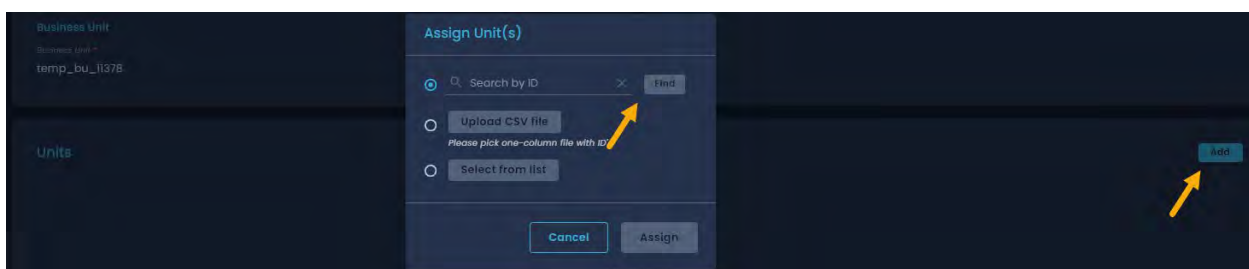 Business Unit
Business Unit *
temp_bu_11378
Assign Unit(s)
Search by ID
Find
Upload CSV file
Please pick one-column file with ID'
Select from list
Units
Add
Cancel
Assign